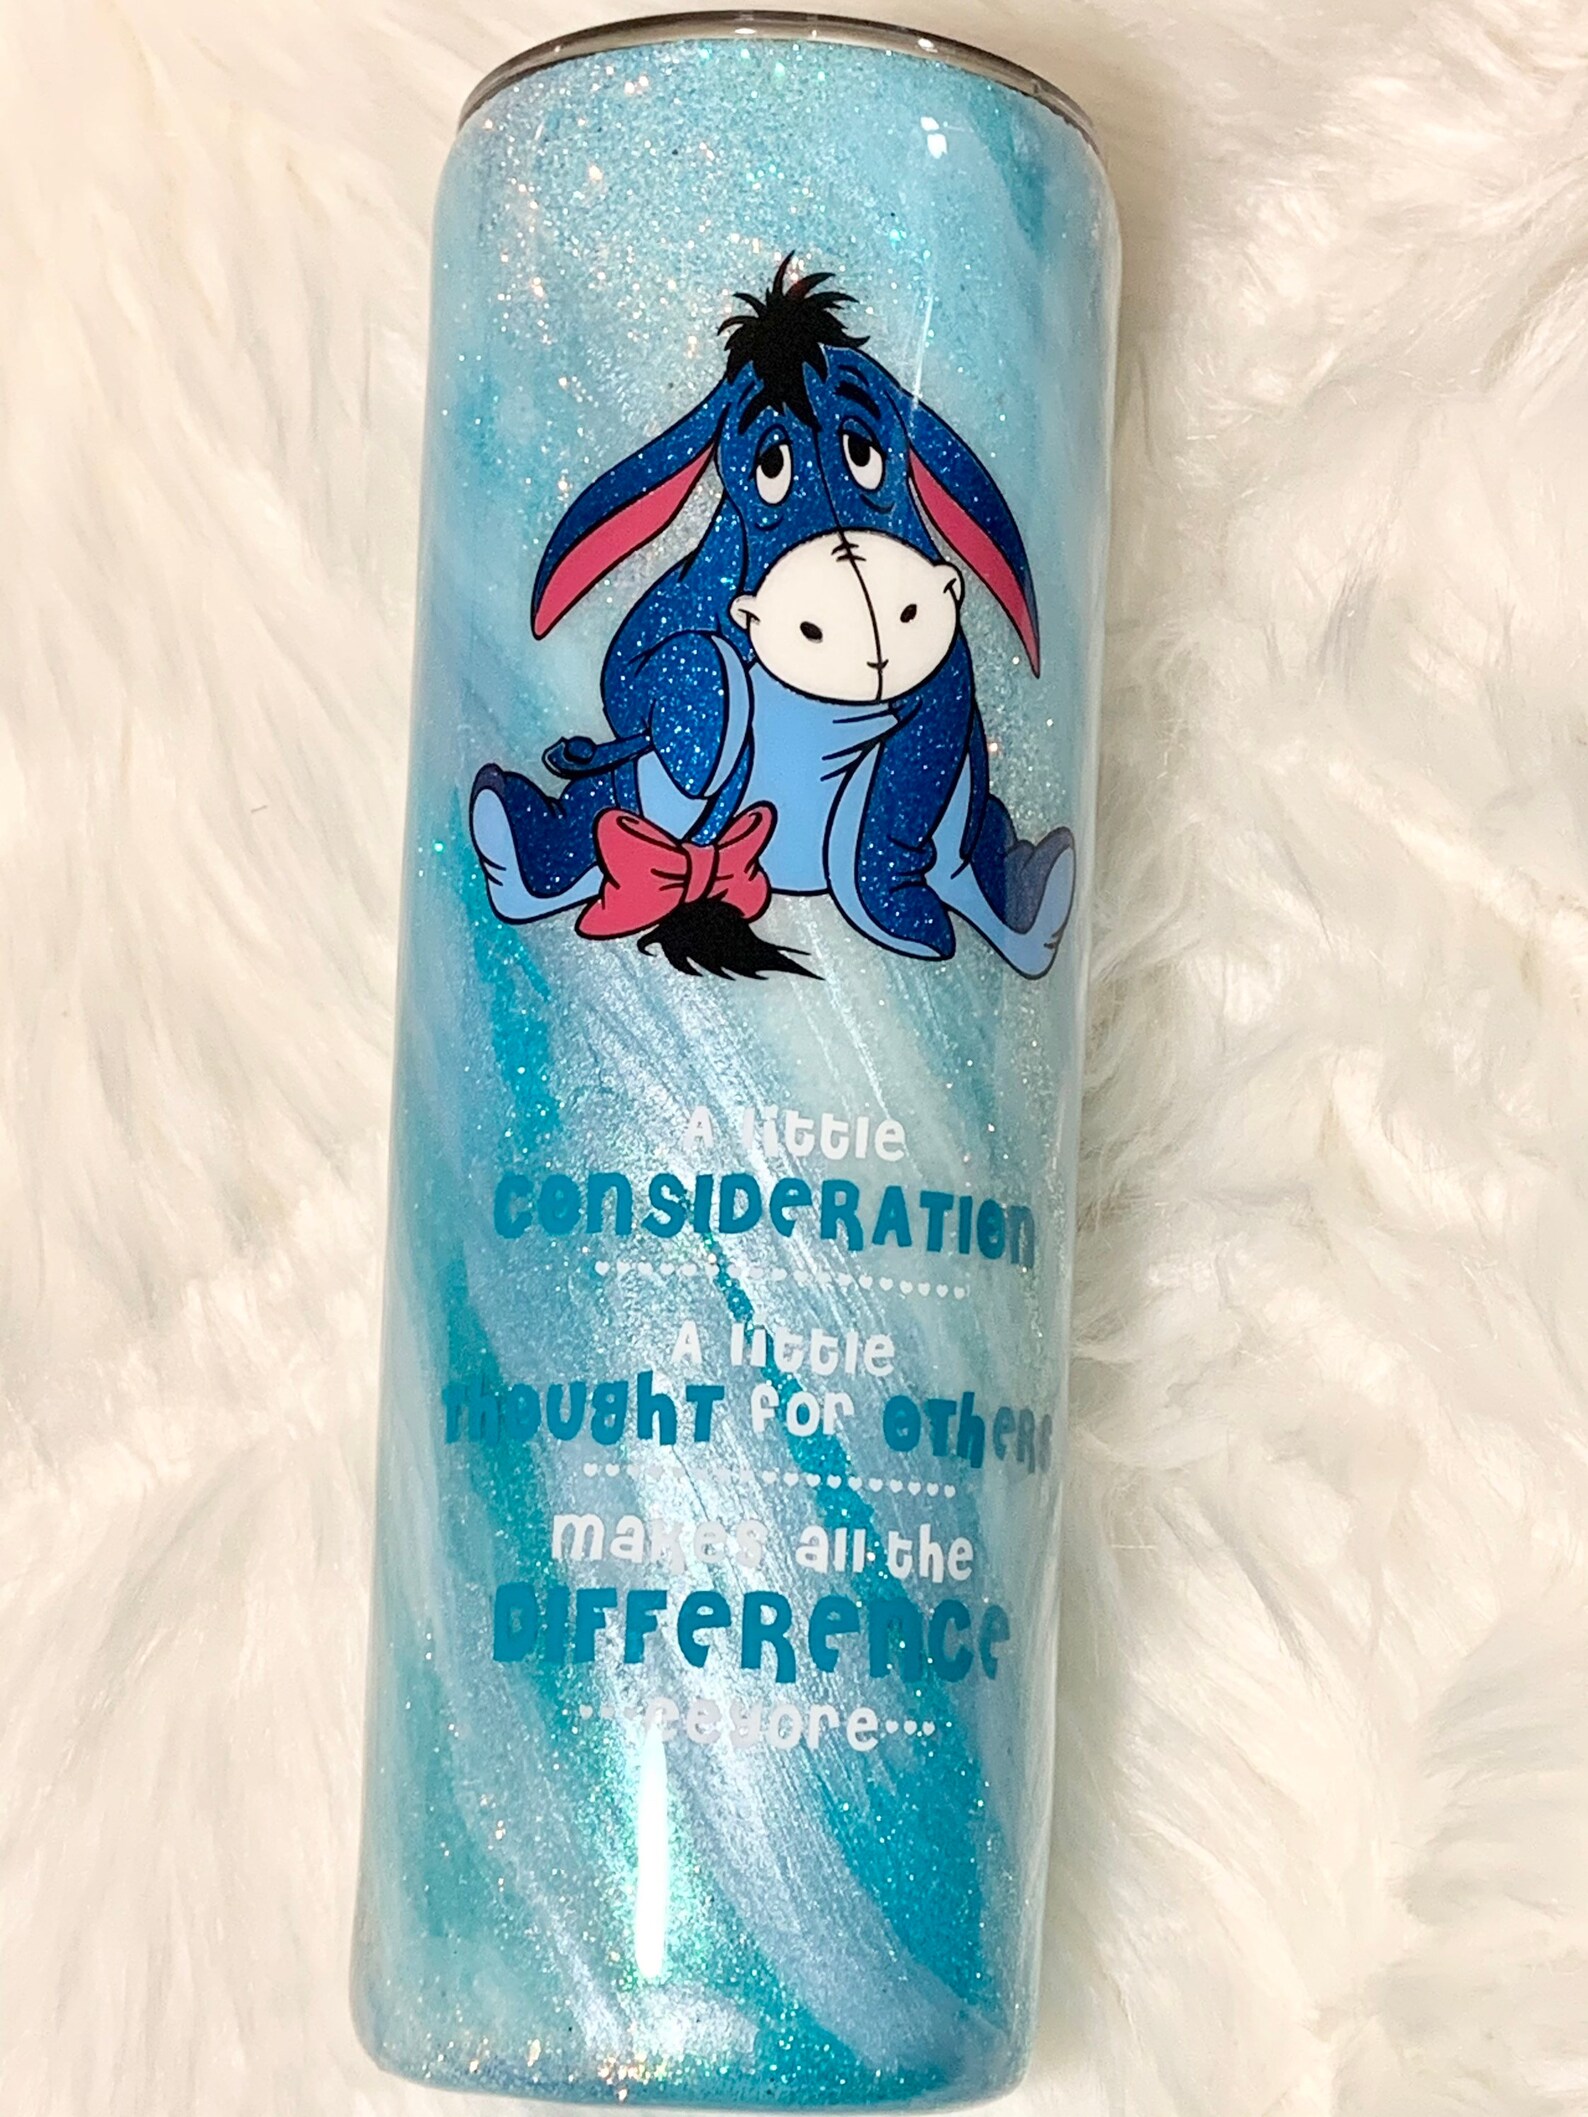 A little
CONSIDERATION
A little
THOUGHT for OTHERS
makes all the
DIFFERENCE
eeyore